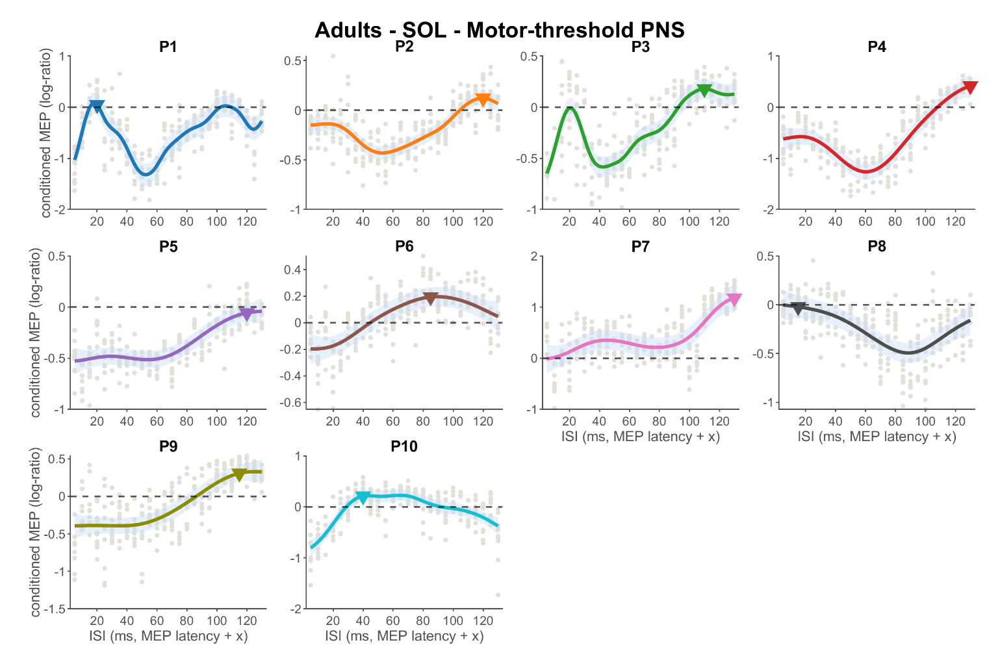 Adults - SOL - Motor-threshold PNS
P1
P2
P3
P4
conditioned MEP (log-ratio)
1
0
-1
-2
20 40 60 80 100 120
0.5
0
-0.5
-1
20 40 60 80 100 120
0.5
0
-0.5
-1
20 40 60 80 100 120
1
0
-1
-2
20 40 60 80 100 120
P5
P6
P7
P8
conditioned MEP (log-ratio)
0.5
0
-0.5
-1
20 40 60 80 100 120
0.4
0.2
0
-0.2
-0.4
-0.6
20 40 60 80 100 120
2
1
0
-1
20 40 60 80 100 120
ISI (ms, MEP latency + x)
0.5
0
-0.5
-1
20 40 60 80 100 120
ISI (ms, MEP latency + x)
P9
P10
conditioned MEP (log-ratio)
0.5
0
-0.5
-1
-1.5
20 40 60 80 100 120
ISI (ms, MEP latency + x)
1
0
-1
-2
20 40 60 80 100 120
ISI (ms, MEP latency + x)